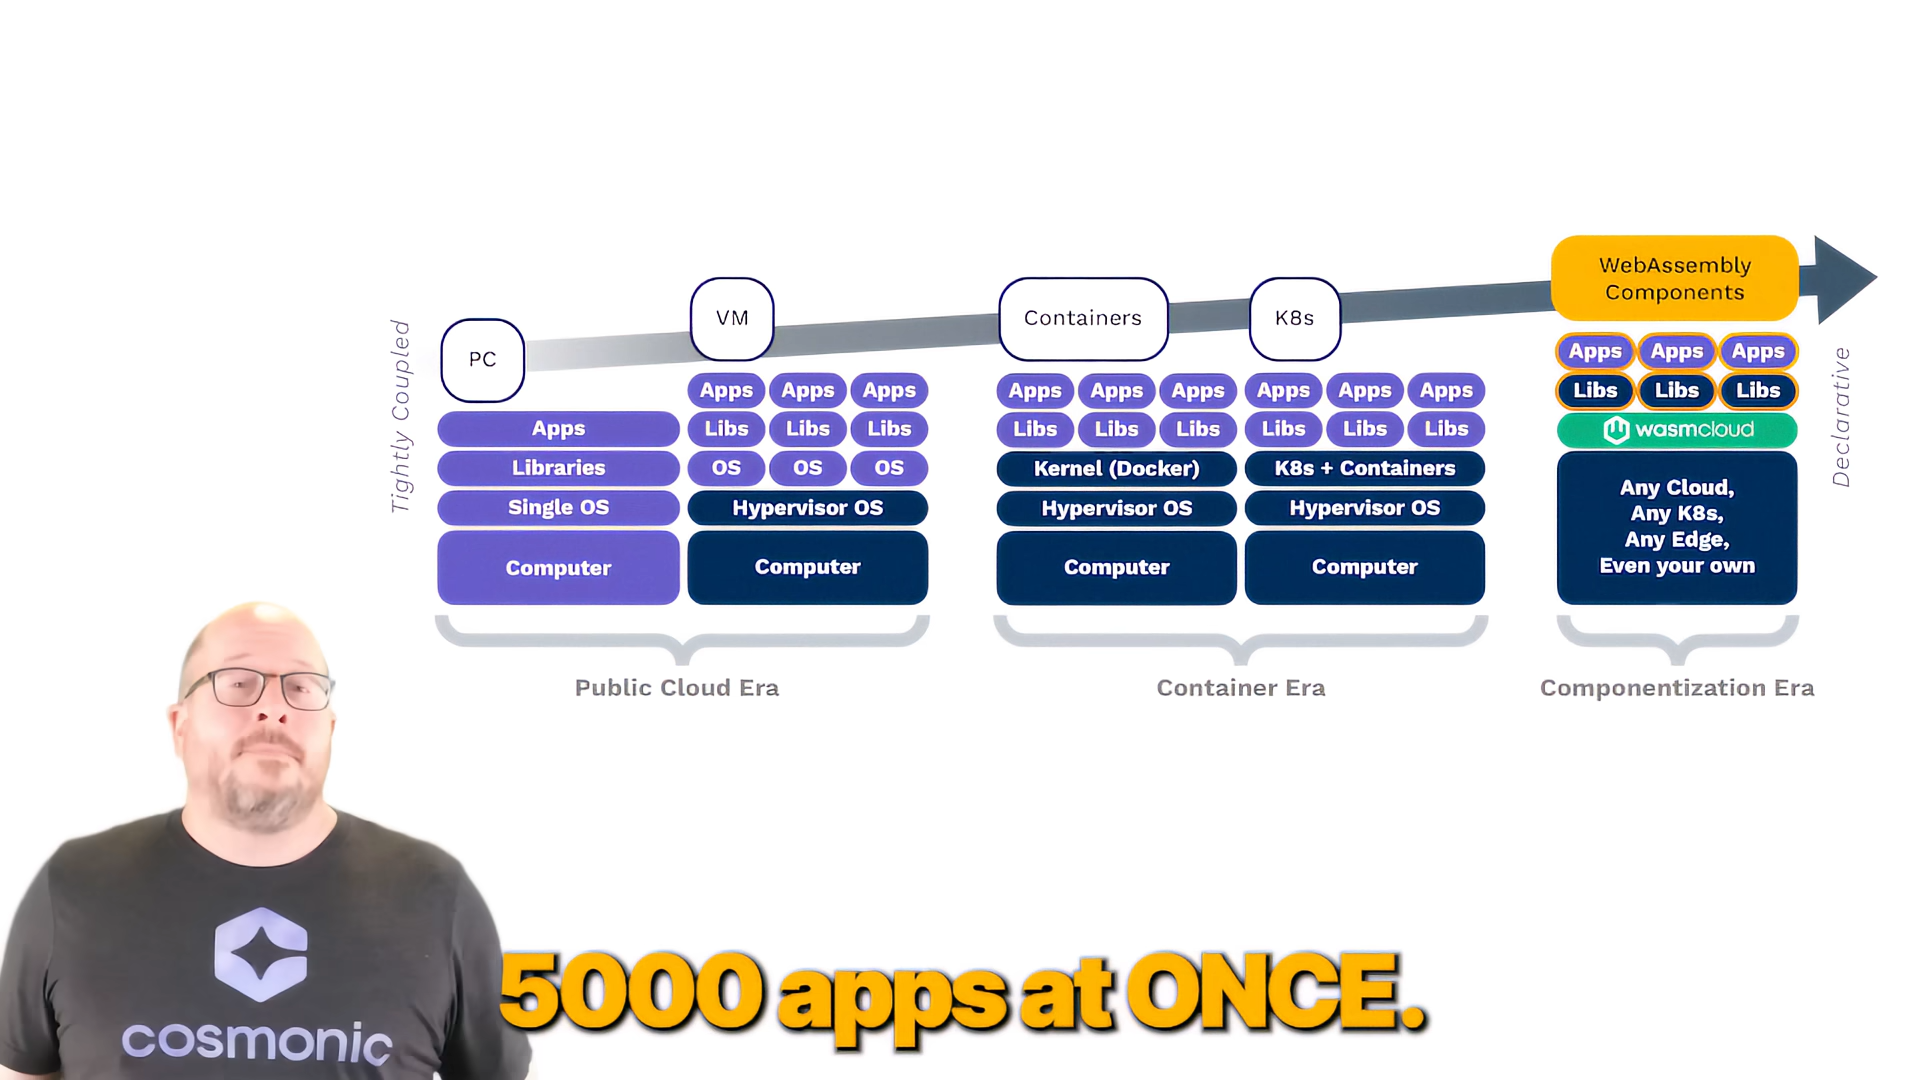 Tightly Coupled
PC
Apps
Libraries
Single OS
Computer
VM
Apps Apps Apps
Libs Libs Libs
OS OS OS
Hypervisor OS
Computer
Public Cloud Era
Containers
Apps Apps Apps
Libs Libs Libs
Kernel (Docker)
Hypervisor OS
Computer
K8s
Apps Apps Apps
Libs Libs Libs
K8s + Containers
Hypervisor OS
Computer
Container Era
WebAssembly
Components
Apps Apps Apps
Libs Libs Libs
wasmcloud
Any Cloud,
Any K8s,
Any Edge,
Even your own
Componentization Era
Declarative
cosmonic
5000 apps at ONCE.